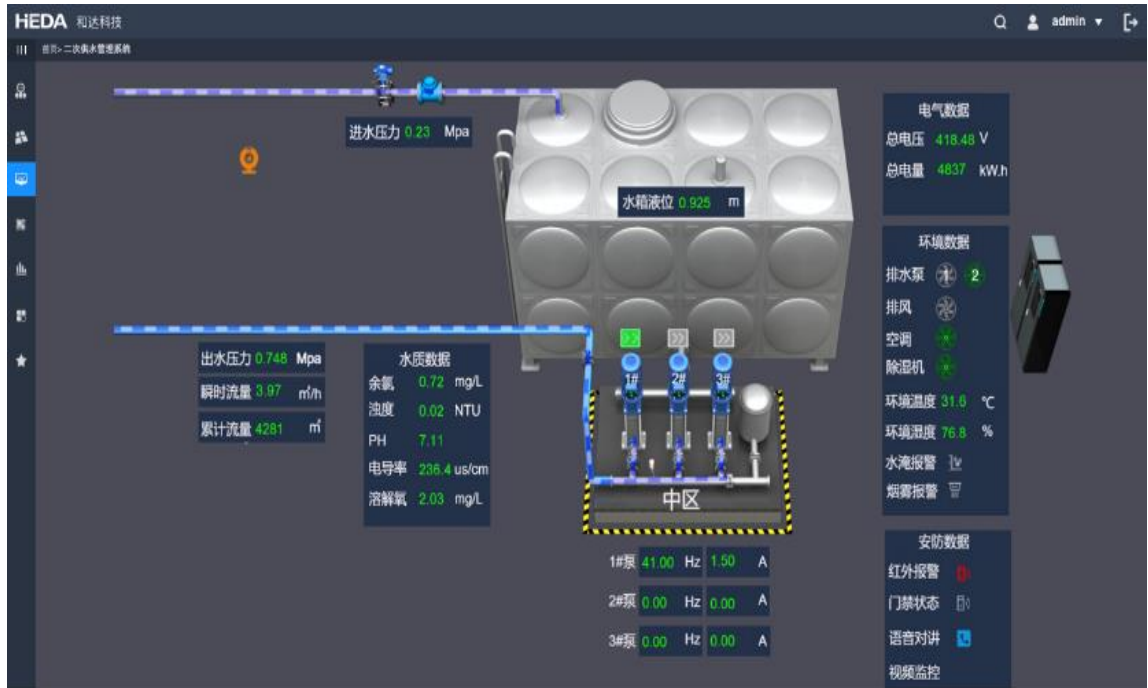 HEDA 和达科技
admin
首页>二次供水管理系统
进水压力 0.23 Mpa
水箱液位 0.925 m
电气数据
总电压 418.48 V
总电量 4837 kW.h
环境数据
排水泵 1 2
排风
空调
除湿机
环境温度 31.6 ℃
环境湿度 76.8 %
水淹报警
烟雾报警
出水压力 0.748 Mpa
瞬时流量 3.97 m³/h
累计流量 4281 m³
水质数据
余氯 0.72 mg/L
浊度 0.02 NTU
PH 7.11
电导率 236.4 us/cm
溶解氧 2.03 mg/L
1# 2# 3#
中区
1#泵 41.00 Hz 1.50 A
2#泵 0.00 Hz 0.00 A
3#泵 0.00 Hz 0.00 A
安防数据
红外报警
门禁状态
语音对讲
视频监控